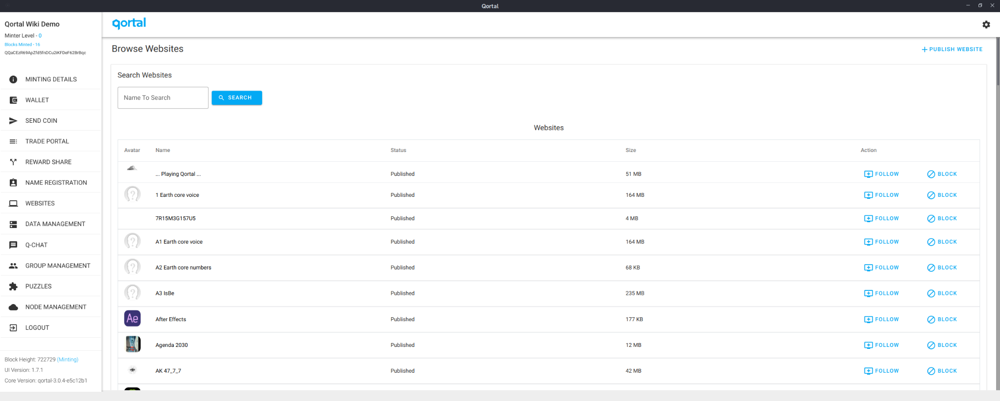 Qortal
Qortal Wiki Demo
Minter Level - 0
Blocks Minted - 16
QQaCEzR69ApZfd5fnDCu2iKFDeF62BrBqc
MINTING DETAILS
WALLET
SEND COIN
TRADE PORTAL
REWARD SHARE
NAME REGISTRATION
WEBSITES
DATA MANAGEMENT
Q-CHAT
GROUP MANAGEMENT
PUZZLES
NODE MANAGEMENT
LOGOUT
Block Height: 722729 (Minting)
UI Version: 1.7.1
Core Version: qortal-3.0.4-e5c12b1
qortal
Browse Websites
PUBLISH WEBSITE
Search Websites
Name To Search
SEARCH
Websites
Avatar Name Status Size Action
... Playing Qortal ... Published 51 MB FOLLOW BLOCK
1 Earth core voice Published 164 MB FOLLOW BLOCK
7R15M3G157U5 Published 4 MB FOLLOW BLOCK
A1 Earth core voice Published 164 MB FOLLOW BLOCK
A2 Earth core numbers Published 68 KB FOLLOW BLOCK
A3 IsBe Published 235 MB FOLLOW BLOCK
Ae After Effects Published 177 KB FOLLOW BLOCK
Agenda 2030 Published 12 MB FOLLOW BLOCK
AK 47_7_7 Published 42 MB FOLLOW BLOCK